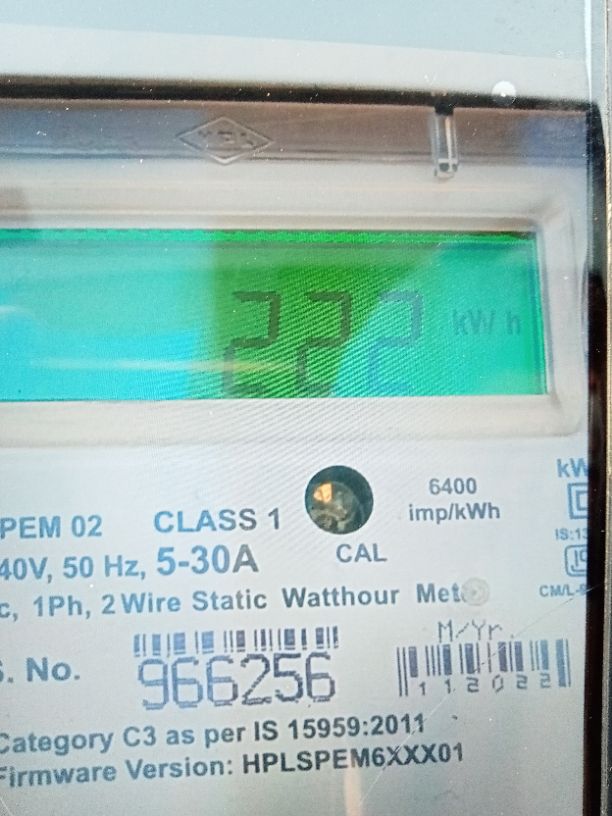 222 kWh
6400
imp/kWh
kW
PEM 02 CLASS 1
CAL
40V, 50 Hz, 5-30A
c, 1Ph, 2 Wire Static Watthour
M/Yr.
S. No.
966256
112022
Category C3 as per IS 15959:2011
Firmware Version: HPLSPEM6XXX01